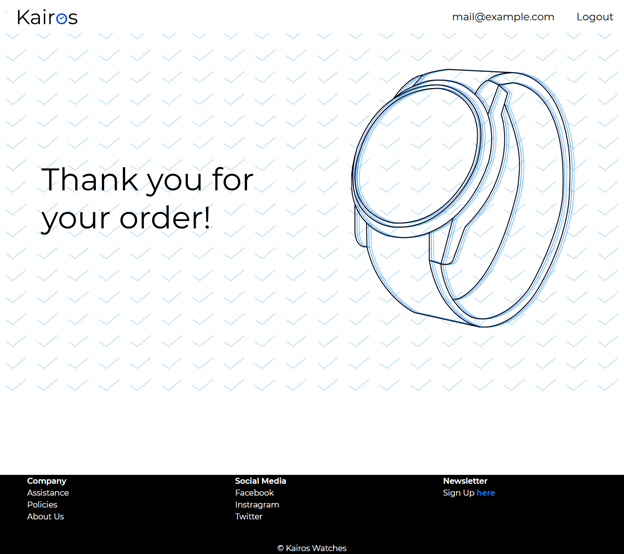 Kairos
mail@example.com
Logout
Thank you for
your order!
Company
Assistance
Policies
About Us
Social Media
Facebook
Instragram
Twitter
Newsletter
Sign Up here
© Kairos Watches